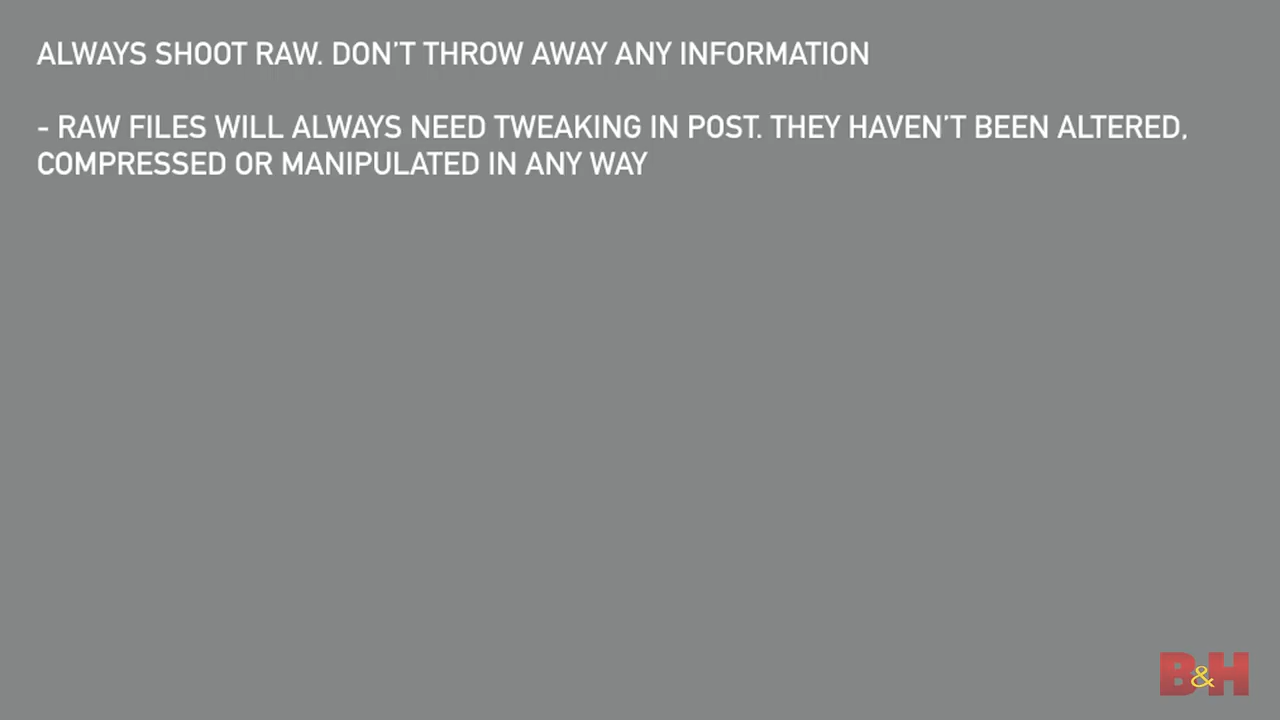 ALWAYS SHOOT RAW. DON'T THROW AWAY ANY INFORMATION
- RAW FILES WILL ALWAYS NEED TWEAKING IN POST. THEY HAVEN'T BEEN ALTERED,
COMPRESSED OR MANIPULATED IN ANY WAY
B&H